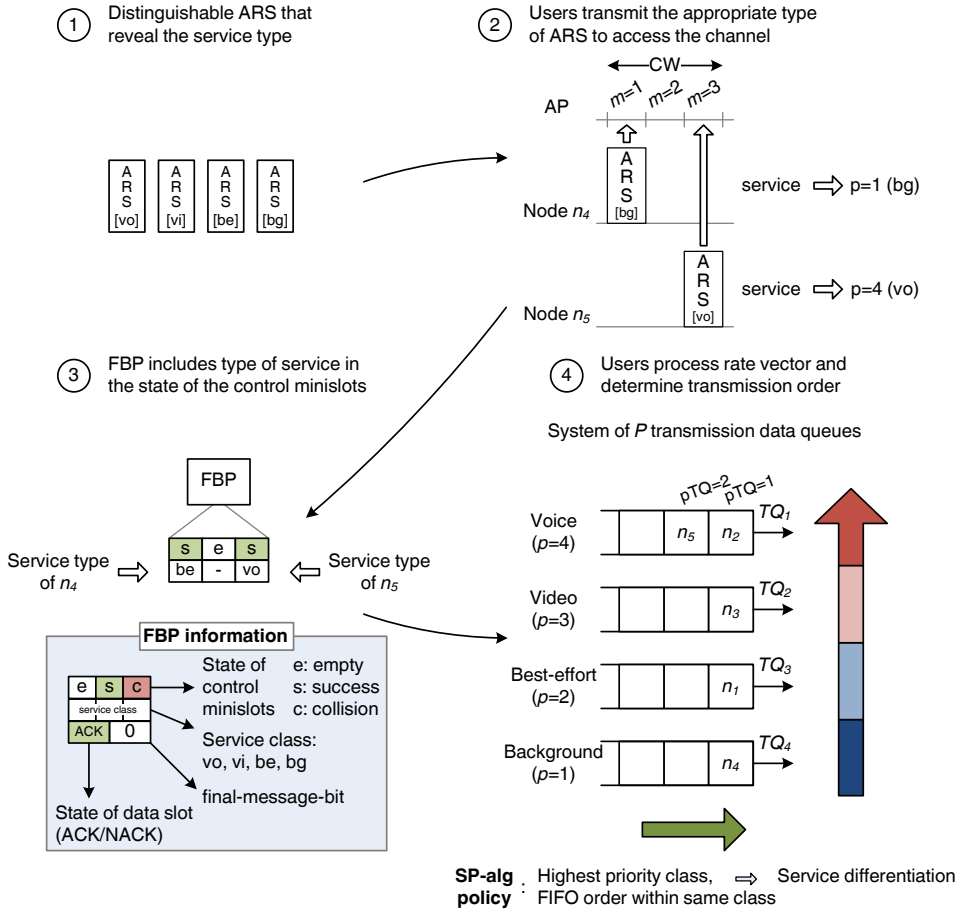 1
Distinguishable ARS that
reveal the service type
A
R
S
[vo]
A
R
S
[vi]
A
R
S
[be]
A
R
S
[bg]
2
Users transmit the appropriate type
of ARS to access the channel
CW
m=1 m=2 m=3
AP
A
R
S
[bg]
Node n4
service p=1 (bg)
A
R
S
[vo]
Node n5
service p=4 (vo)
3
FBP includes type of service in
the state of the control minislots
FBP
s e s
be - vo
Service type
of n4
Service type
of n5
FBP information
e s c
service class
ACK 0
State of
control
minislots
e: empty
s: success
c: collision
Service class:
vo, vi, be, bg
final-message-bit
State of data slot
(ACK/NACK)
4
Users process rate vector and
determine transmission order
System of P transmission data queues
pTQ=2 pTQ=1
Voice
(p=4)
n5 n2 TQ1
Video
(p=3)
n3 TQ2
Best-effort
(p=2)
n1 TQ3
Background
(p=1)
n4 TQ4
SP-alg
policy
:
Highest priority class, Service differentiation
FIFO order within same class